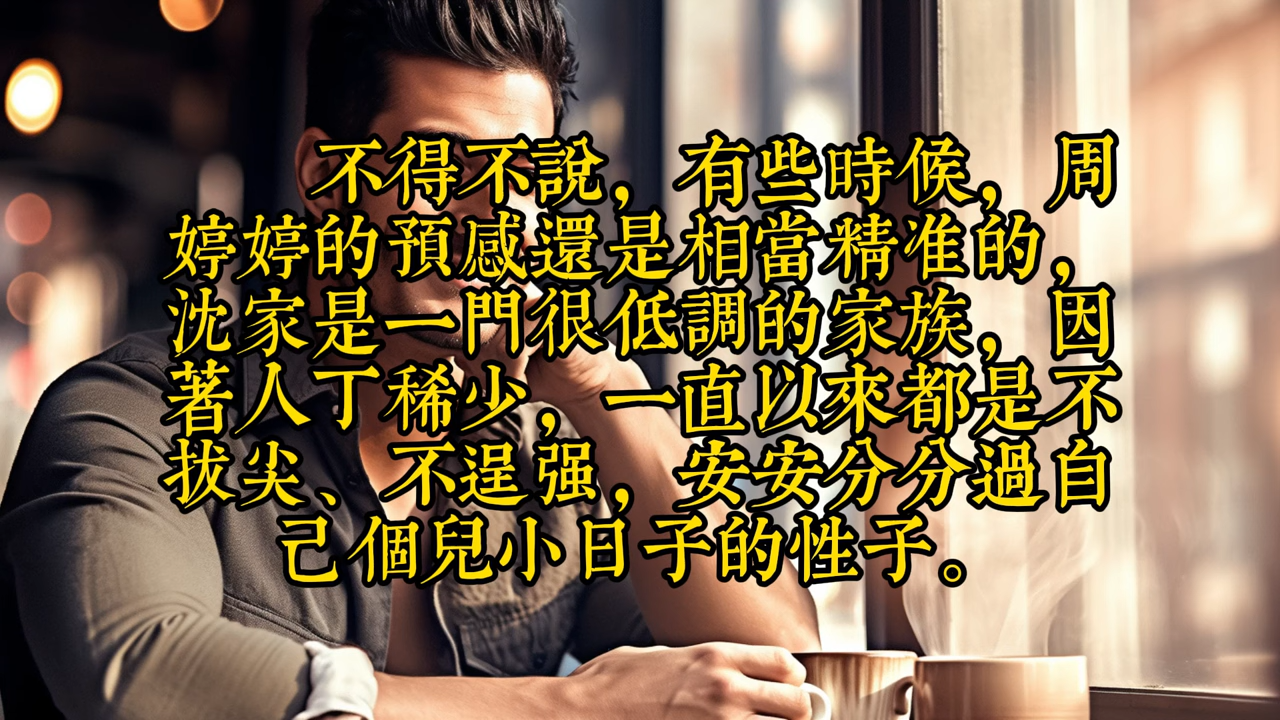 不得不說，有些時候，周
婷婷的預感還是相當精准的，
沈家是一門很低調的家族，因
著人丁稀少，一直以來都是不
拔尖、不逞强，安安分分過自
己個兒小日子的性子。